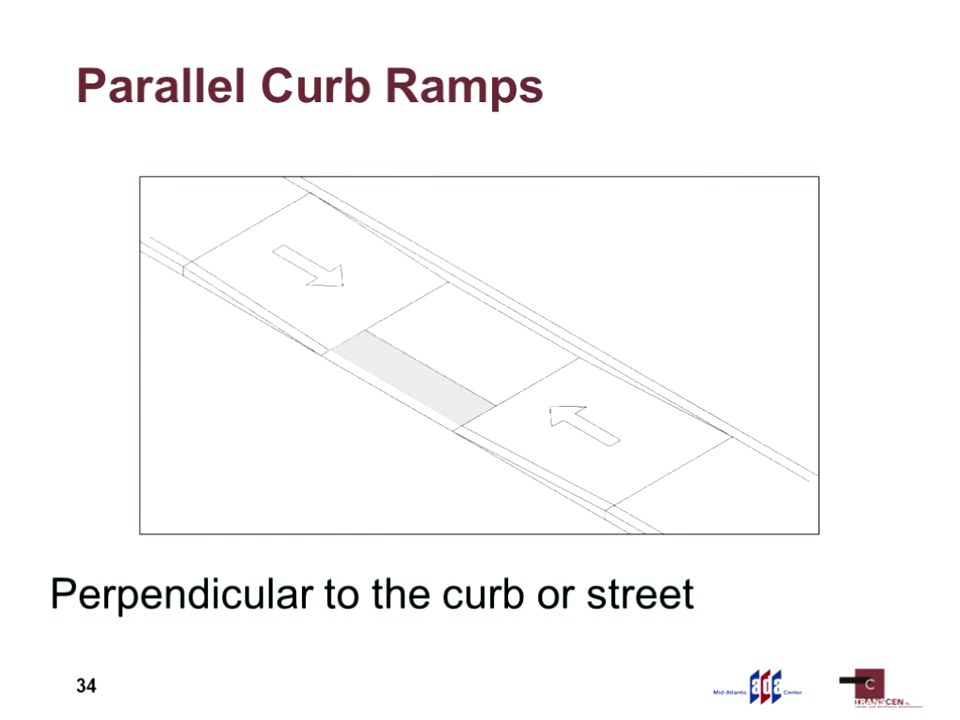 Parallel Curb Ramps
Perpendicular to the curb or street
34
Mid-Atlantic ada Center
C
TRANSCEN